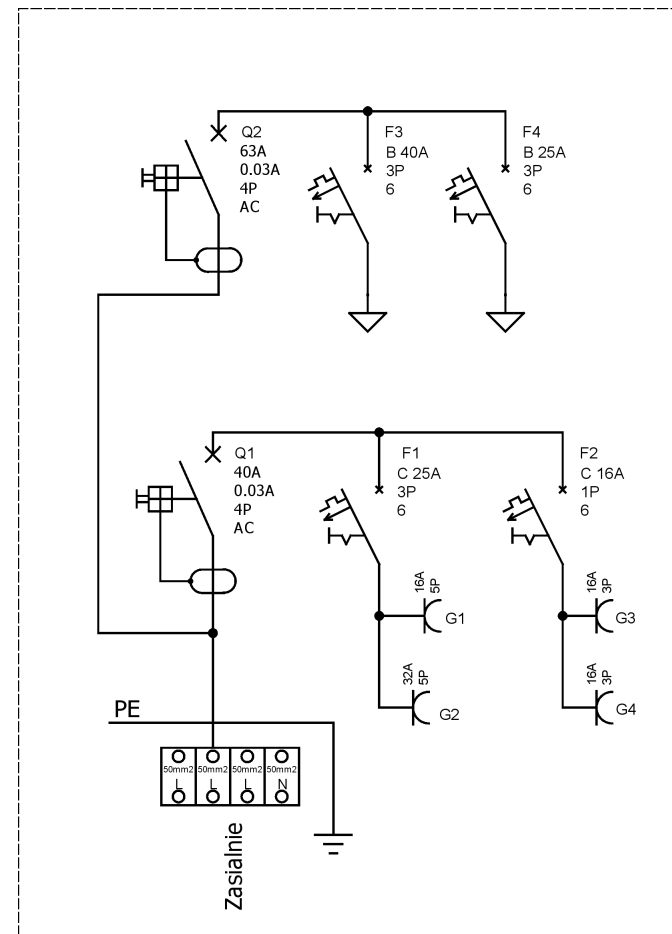 Q2
63A
0.03A
4P
AC
F3
B 40A
3P
6
F4
B 25A
3P
6
Q1
40A
0.03A
4P
AC
F1
C 25A
3P
6
F2
C 16A
1P
6
16A
5P
G1
32A
5P
G2
16A
3P
G3
16A
3P
G4
PE
50mm2 50mm2 50mm2 50mm2
L L L N
Zasialnie